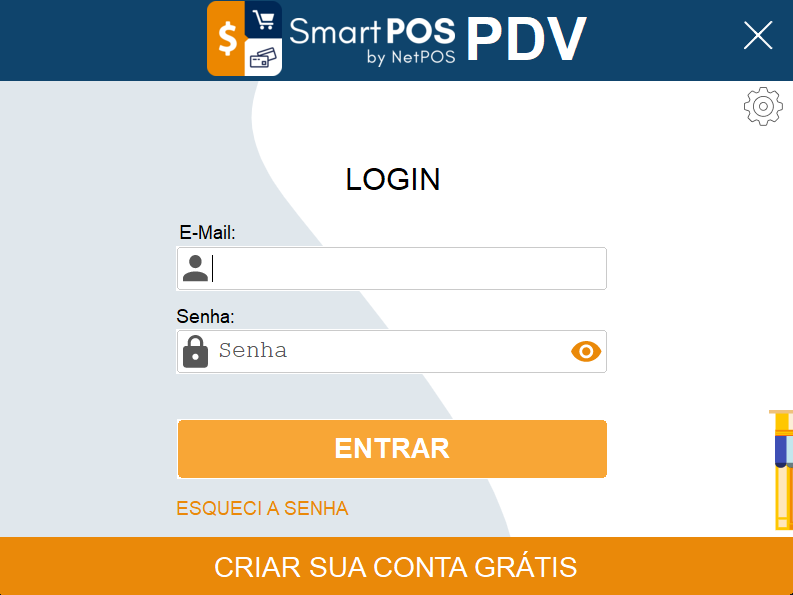 SmartPOS PDV
by NetPOS
LOGIN
E-Mail:
Senha:
Senha
ENTRAR
ESQUECI A SENHA
CRIAR SUA CONTA GRÁTIS